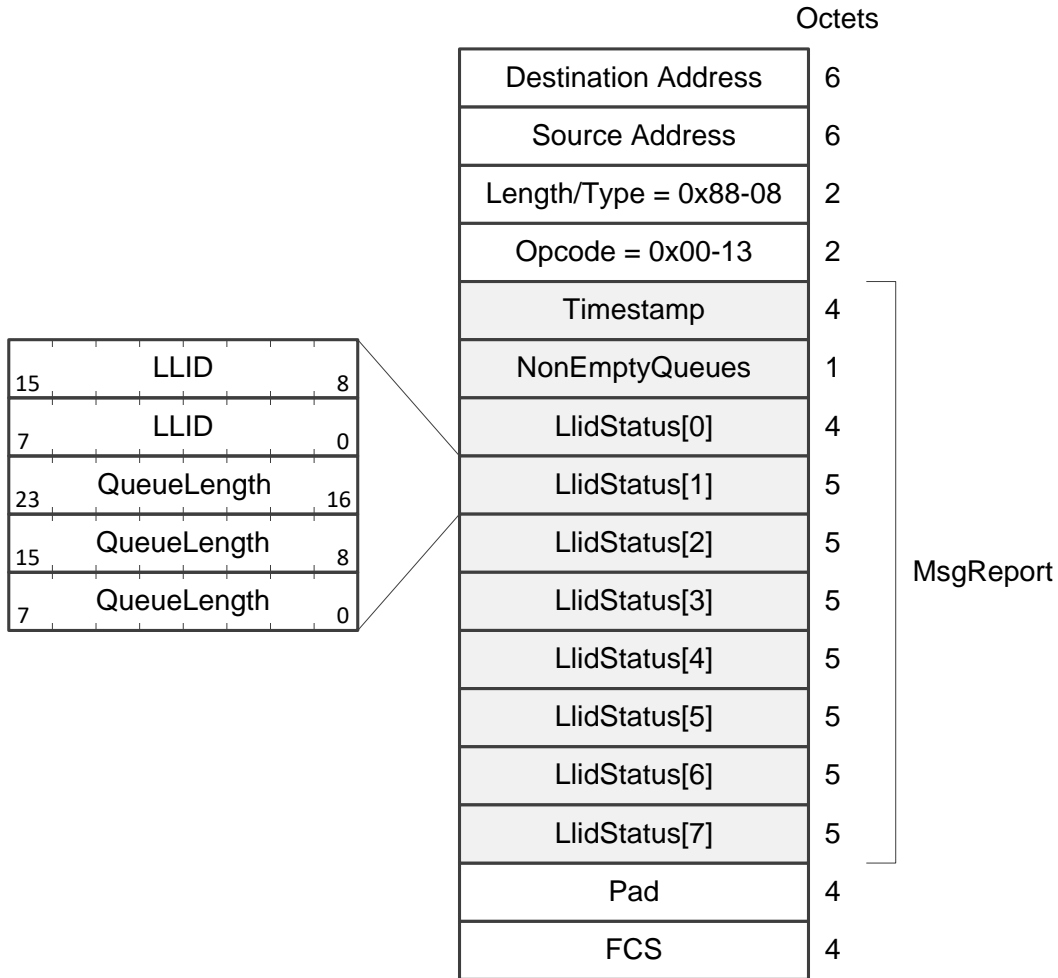 Octets
Destination Address 6
Source Address 6
Length/Type = 0x88-08 2
Opcode = 0x00-13 2
Timestamp 4
NonEmptyQueues 1
LlidStatus[0] 4
LlidStatus[1] 5
LlidStatus[2] 5
LlidStatus[3] 5
LlidStatus[4] 5
LlidStatus[5] 5
LlidStatus[6] 5
LlidStatus[7] 5
Pad 4
FCS 4
MsgReport
15 LLID 8
7 LLID 0
23 QueueLength 16
15 QueueLength 8
7 QueueLength 0